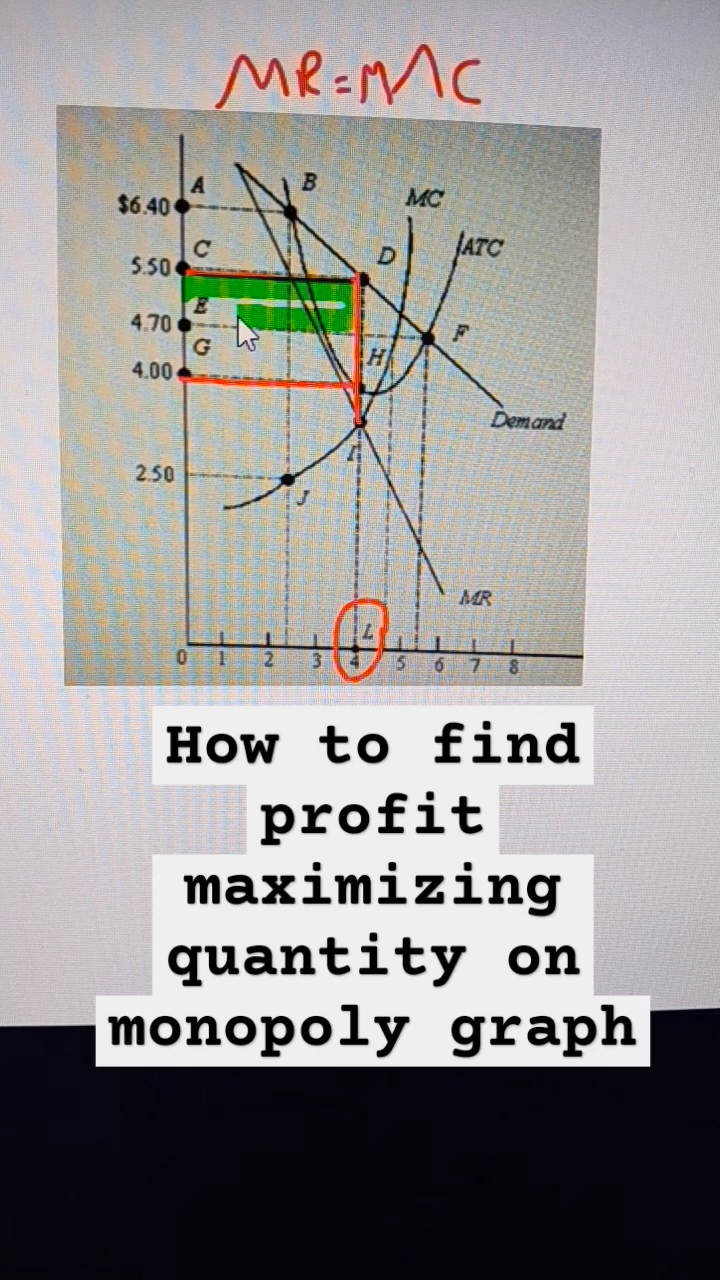 MR=MC
A
B
MC
$6.40
C
D
ATC
5.50
E
4.70
F
G
H
4.00
Demand
I
2.50
J
MR
L
0 1 2 3 4 5 6 7 8
How to find
profit
maximizing
quantity on
monopoly graph